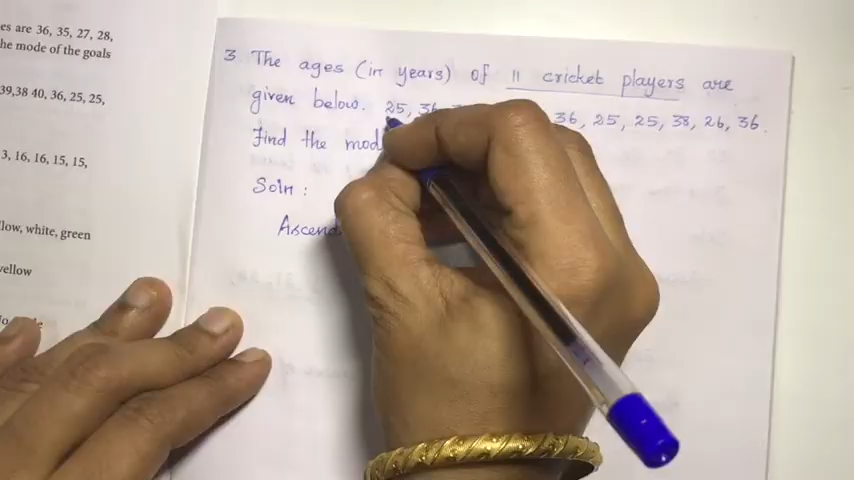 es are 36, 35, 27, 28,
he mode of the goals
39,38 40, 36, 25, 25,
3, 16, 16, 15, 15,
low, white, green
yellow
3 The ages (in years) of 11 cricket players are
given below. 25, 36, 36, 25, 25, 38, 26, 36.
Find the mod
Soln :
Ascend